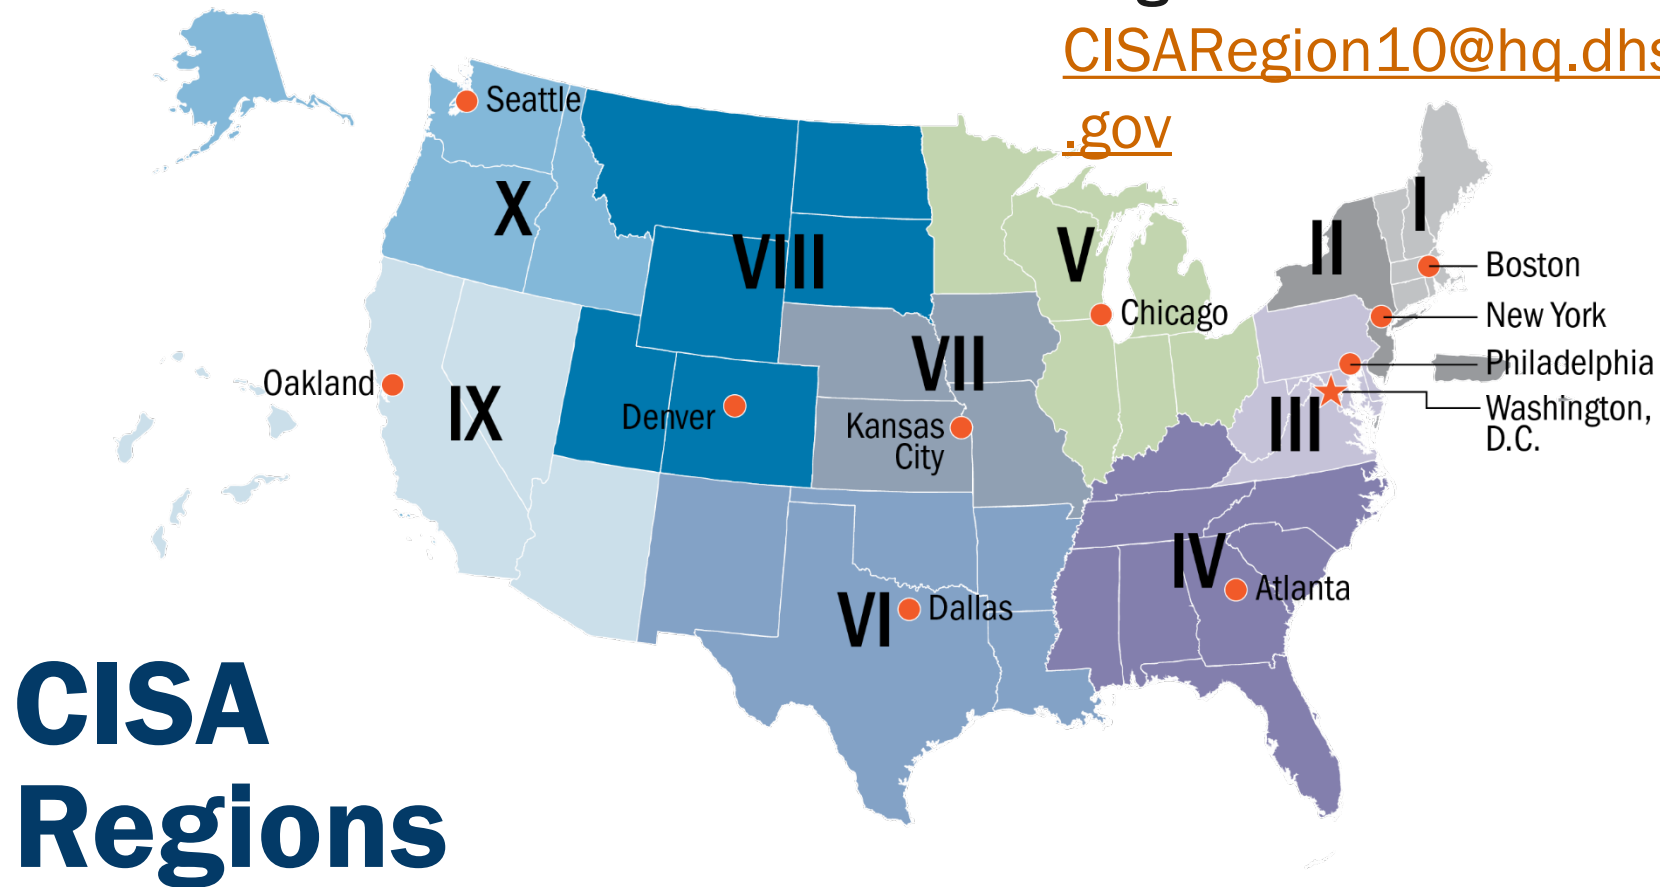 CISARegion10@hq.dhs
.gov
Seattle
X
VIII
V
I
II
Boston
New York
Philadelphia
Washington,
D.C.
Chicago
VII
Oakland
IX
Denver
Kansas
City
III
IV
Atlanta
VI
Dallas
CISA
Regions